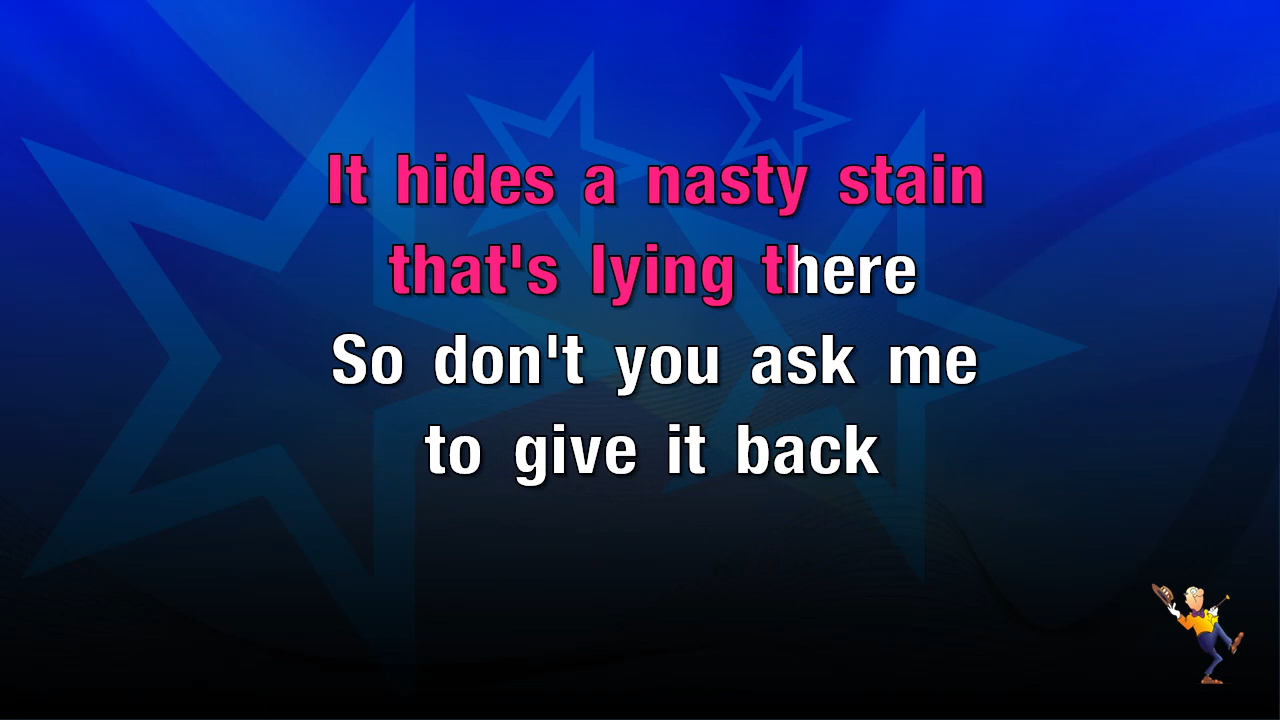 It hides a nasty stain
that's lying there
So don't you ask me
to give it back